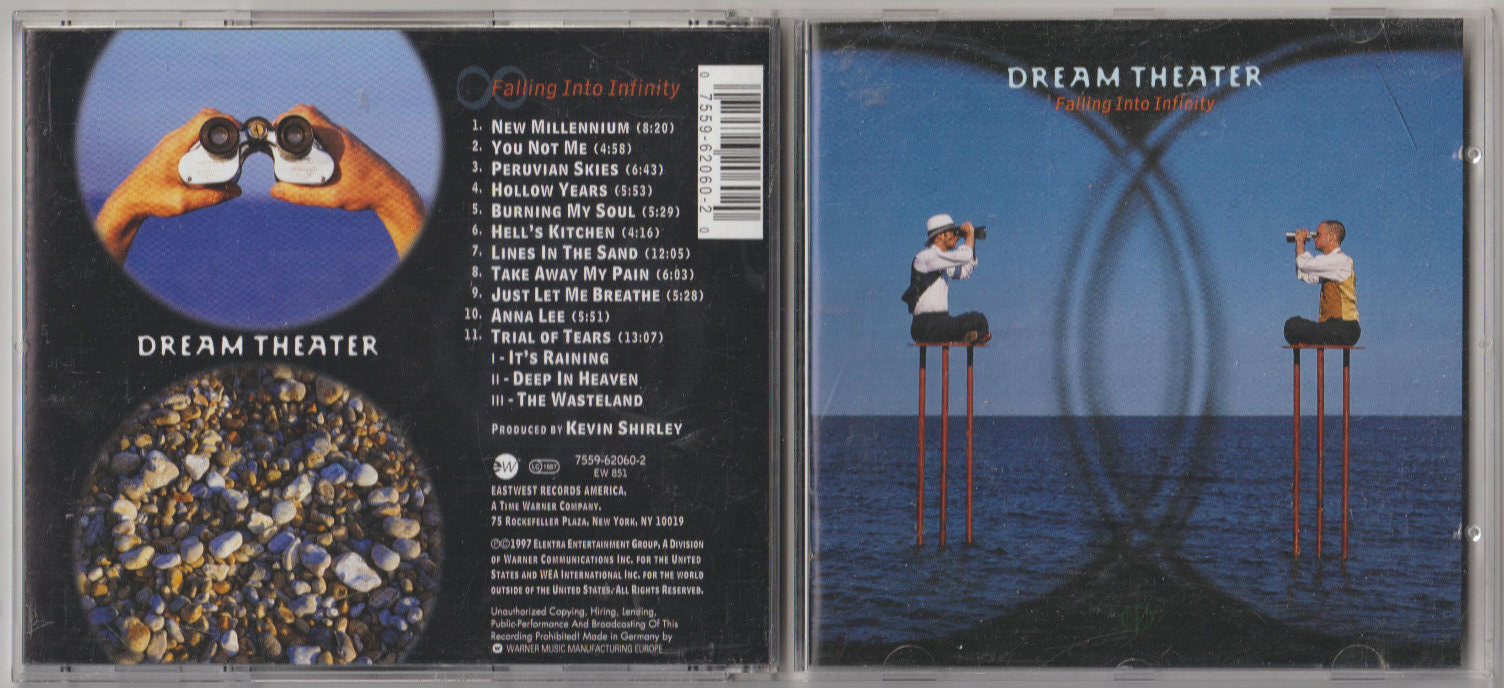 Falling Into Infinity
1. NEW MILLENNIUM (8:20)
2. YOU NOT ME (4:58)
3. PERUVIAN SKIES (6:43)
4. HOLLOW YEARS (5:53)
5. BURNING MY SOUL (5:29)
6. HELL'S KITCHEN (4:16)
7. LINES IN THE SAND (12:05)
8. TAKE AWAY MY PAIN (6:03)
9. JUST LET ME BREATHE (5:28)
10. ANNA LEE (5:51)
11. TRIAL OF TEARS (13:07)
I - IT'S RAINING
II - DEEP IN HEAVEN
III - THE WASTELAND
PRODUCED BY KEVIN SHIRLEY
ew LC 1987 7559-62060-2
EW 851
EASTWEST RECORDS AMERICA,
A TIME WARNER COMPANY.
75 ROCKEFELLER PLAZA, NEW YORK, NY 10019
℗©1997 ELEKTRA ENTERTAINMENT GROUP, A DIVISION
OF WARNER COMMUNICATIONS INC. FOR THE UNITED
STATES AND WEA INTERNATIONAL INC. FOR THE WORLD
OUTSIDE OF THE UNITED STATES. ALL RIGHTS RESERVED.
Unauthorized Copying, Hiring, Lending,
Public-Performance And Broadcasting Of This
Recording Prohibited! Made in Germany by
WARNER MUSIC MANUFACTURING EUROPE
0 7559-62060-2 0
DREAM THEATER
DREAM THEATER
Falling Into Infinity